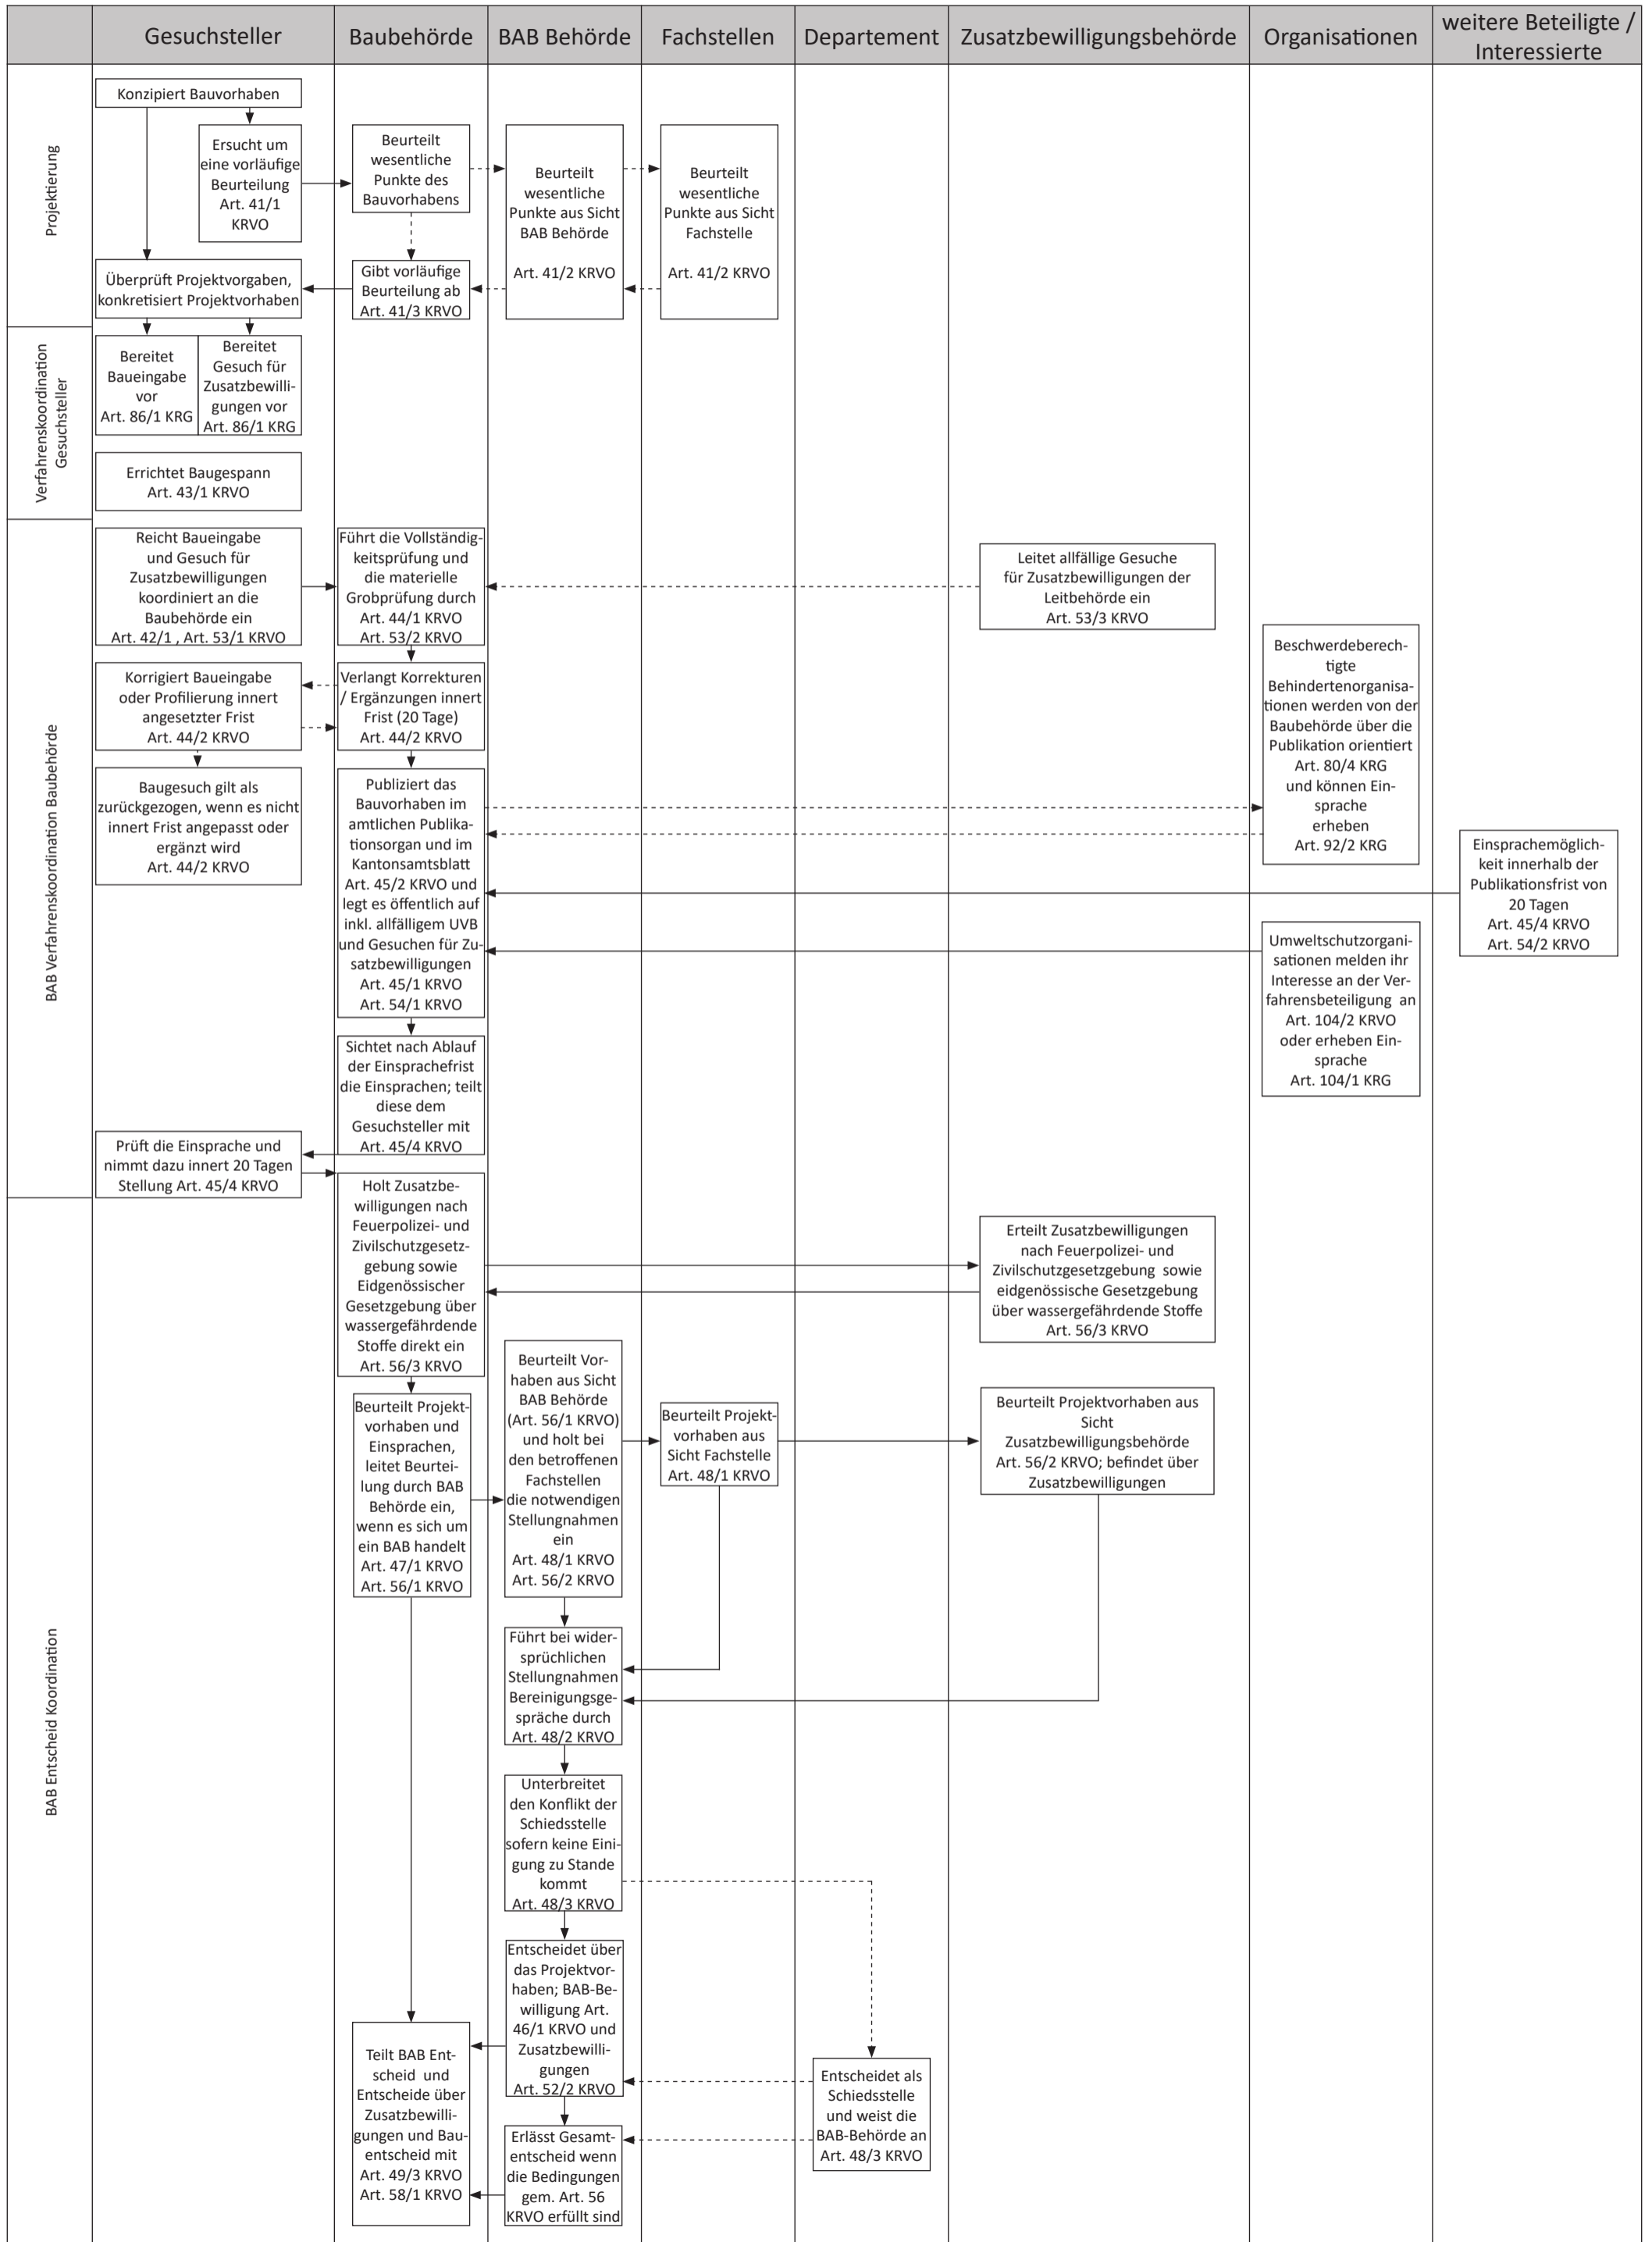 Gesuchsteller
Baubehörde
BAB Behörde
Fachstellen
Departement
Zusatzbewilligungsbehörde
Organisationen
weitere Beteiligte /
Interessierte
Projektierung
Konzipiert Bauvorhaben
Ersucht um
eine vorläufige
Beurteilung
Art. 41/1
KRVO
Beurteilt
wesentliche
Punkte des
Bauvorhabens
Beurteilt
wesentliche
Punkte aus Sicht
BAB Behörde
Art. 41/2 KRVO
Beurteilt
wesentliche
Punkte aus Sicht
Fachstelle
Art. 41/2 KRVO
Überprüft Projektvorgaben,
konkretisiert Projektvorhaben
Gibt vorläufige
Beurteilung ab
Art. 41/3 KRVO
Verfahrenskoordination
Gesuchsteller
Bereitet
Baueingabe
vor
Art. 86/1 KRG
Bereitet
Gesuch für
Zusatzbewilli-
gungen vor
Art. 86/1 KRG
Errichtet Baugespann
Art. 43/1 KRVO
BAB Verfahrenskoordination Baubehörde
Reicht Baueingabe
und Gesuch für
Zusatzbewilligungen
koordiniert an die
Baubehörde ein
Art. 42/1 , Art. 53/1 KRVO
Führt die Vollständig-
keitsprüfung und
die materielle
Grobprüfung durch
Art. 44/1 KRVO
Art. 53/2 KRVO
Leitet allfällige Gesuche
für Zusatzbewilligungen der
Leitbehörde ein
Art. 53/3 KRVO
Korrigiert Baueingabe
oder Profilierung innert
angesetzter Frist
Art. 44/2 KRVO
Verlangt Korrekturen
/ Ergänzungen innert
Frist (20 Tage)
Art. 44/2 KRVO
Beschwerdeberech-
tigte
Behindertenorganisa-
tionen werden von der
Baubehörde über die
Publikation orientiert
Art. 80/4 KRG
und können Ein-
sprache
erheben
Art. 92/2 KRG
Baugesuch gilt als
zurückgezogen, wenn es nicht
innert Frist angepasst oder
ergänzt wird
Art. 44/2 KRVO
Publiziert das
Bauvorhaben im
amtlichen Publika-
tionsorgan und im
Kantonsamtsblatt
Art. 45/2 KRVO und
legt es öffentlich auf
inkl. allfälligem UVB
und Gesuchen für Zu-
satzbewilligungen
Art. 45/1 KRVO
Art. 54/1 KRVO
Einsprachemöglich-
keit innerhalb der
Publikationsfrist von
20 Tagen
Art. 45/4 KRVO
Art. 54/2 KRVO
Umweltschutzorgani-
sationen melden ihr
Interesse an der Ver-
fahrensbeteiligung an
Art. 104/2 KRVO
oder erheben Ein-
sprache
Art. 104/1 KRG
Sichtet nach Ablauf
der Einsprachefrist
die Einsprachen; teilt
diese dem
Gesuchsteller mit
Art. 45/4 KRVO
Prüft die Einsprache und
nimmt dazu innert 20 Tagen
Stellung Art. 45/4 KRVO
BAB Entscheid Koordination
Holt Zusatzbe-
willigungen nach
Feuerpolizei- und
Zivilschutzgesetz-
gebung sowie
Eidgenössischer
Gesetzgebung über
wassergefährdende
Stoffe direkt ein
Art. 56/3 KRVO
Erteilt Zusatzbewilligungen
nach Feuerpolizei- und
Zivilschutzgesetzgebung sowie
eidgenössische Gesetzgebung
über wassergefährdende Stoffe
Art. 56/3 KRVO
Beurteilt Projekt-
vorhaben und
Einsprachen,
leitet Beurtei-
lung durch BAB
Behörde ein,
wenn es sich um
ein BAB handelt
Art. 47/1 KRVO
Art. 56/1 KRVO
Beurteilt Vor-
haben aus Sicht
BAB Behörde
(Art. 56/1 KRVO)
und holt bei
den betroffenen
Fachstellen
die notwendigen
Stellungnahmen
ein
Art. 48/1 KRVO
Art. 56/2 KRVO
Beurteilt Projekt-
vorhaben aus
Sicht Fachstelle
Art. 48/1 KRVO
Beurteilt Projektvorhaben aus
Sicht
Zusatzbewilligungsbehörde
Art. 56/2 KRVO; befindet über
Zusatzbewilligungen
Führt bei wider-
sprüchlichen
Stellungnahmen
Bereinigungsge-
spräche durch
Art. 48/2 KRVO
Unterbreitet
den Konflikt der
Schiedsstelle
sofern keine Eini-
gung zu Stande
kommt
Art. 48/3 KRVO
Entscheidet über
das Projektvor-
haben; BAB-Be-
willigung Art.
46/1 KRVO und
Zusatzbewilli-
gungen
Art. 52/2 KRVO
Teilt BAB Ent-
scheid und
Entscheide über
Zusatzbewilli-
gungen und Bau-
entscheid mit
Art. 49/3 KRVO
Art. 58/1 KRVO
Entscheidet als
Schiedsstelle
und weist die
BAB-Behörde an
Art. 48/3 KRVO
Erlässt Gesamt-
entscheid wenn
die Bedingungen
gem. Art. 56
KRVO erfüllt sind